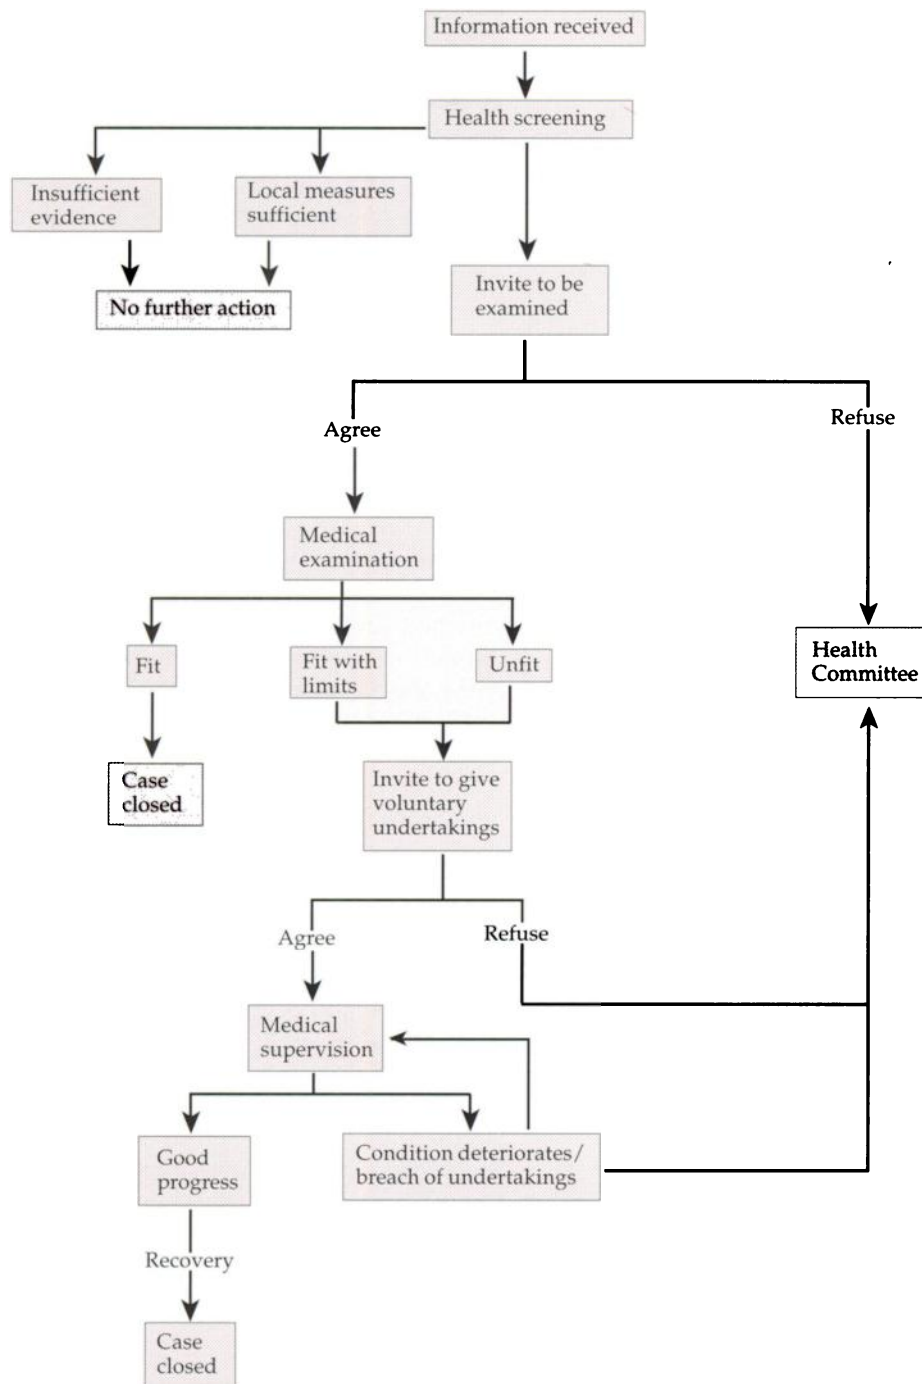 Information received
Health screening
Insufficient
evidence
Local measures
sufficient
No further action
Invite to be
examined
Agree
Refuse
Medical
examination
Fit
Fit with
limits
Unfit
Health
Committee
Case
closed
Invite to give
voluntary
undertakings
Agree
Refuse
Medical
supervision
Good
progress
Condition deteriorates/
breach of undertakings
Recovery
Case
closed